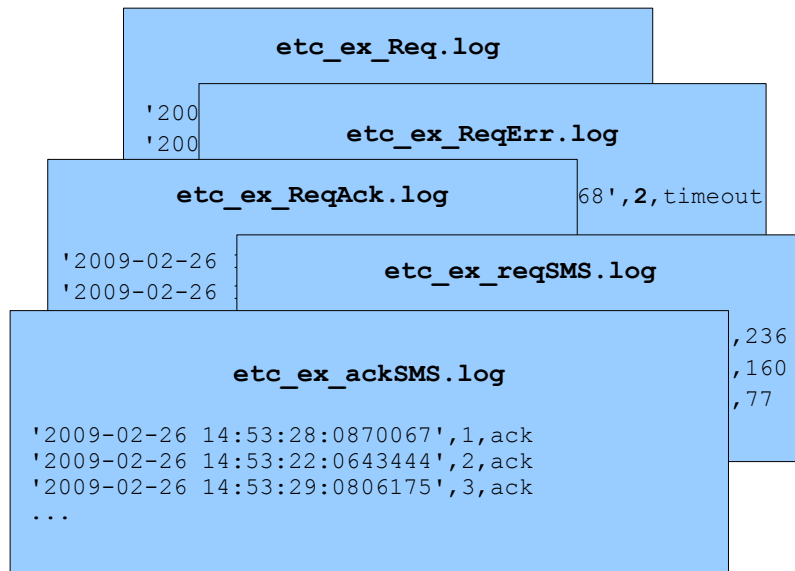 etc_ex_Req.log
'200
'200
etc_ex_ReqErr.log
68',2,timeout
etc_ex_ReqAck.log
'2009-02-26
'2009-02-26
etc_ex_reqSMS.log
,236
,160
,77
etc_ex_ackSMS.log
'2009-02-26 14:53:28:0870067',1,ack
'2009-02-26 14:53:22:0643444',2,ack
'2009-02-26 14:53:29:0806175',3,ack
...